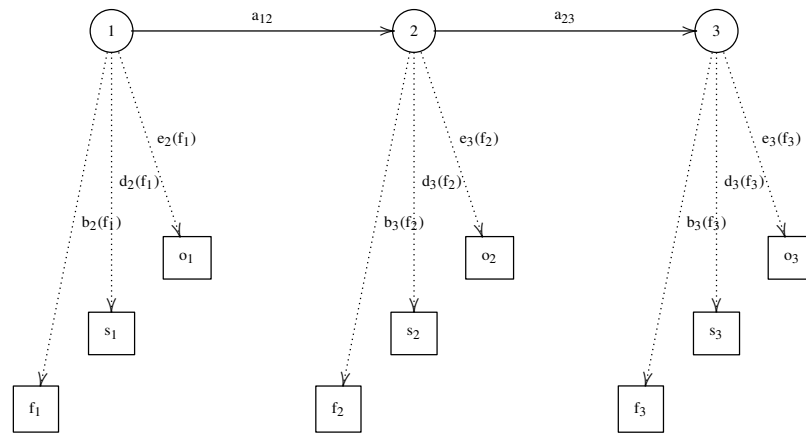 a12 a23
1 2 3
e2(f1) e3(f2) e3(f3)
d2(f1) d3(f2) d3(f3)
b2(f1) b3(f2) b3(f3)
o1 o2 o3
s1 s2 s3
f1 f2 f3